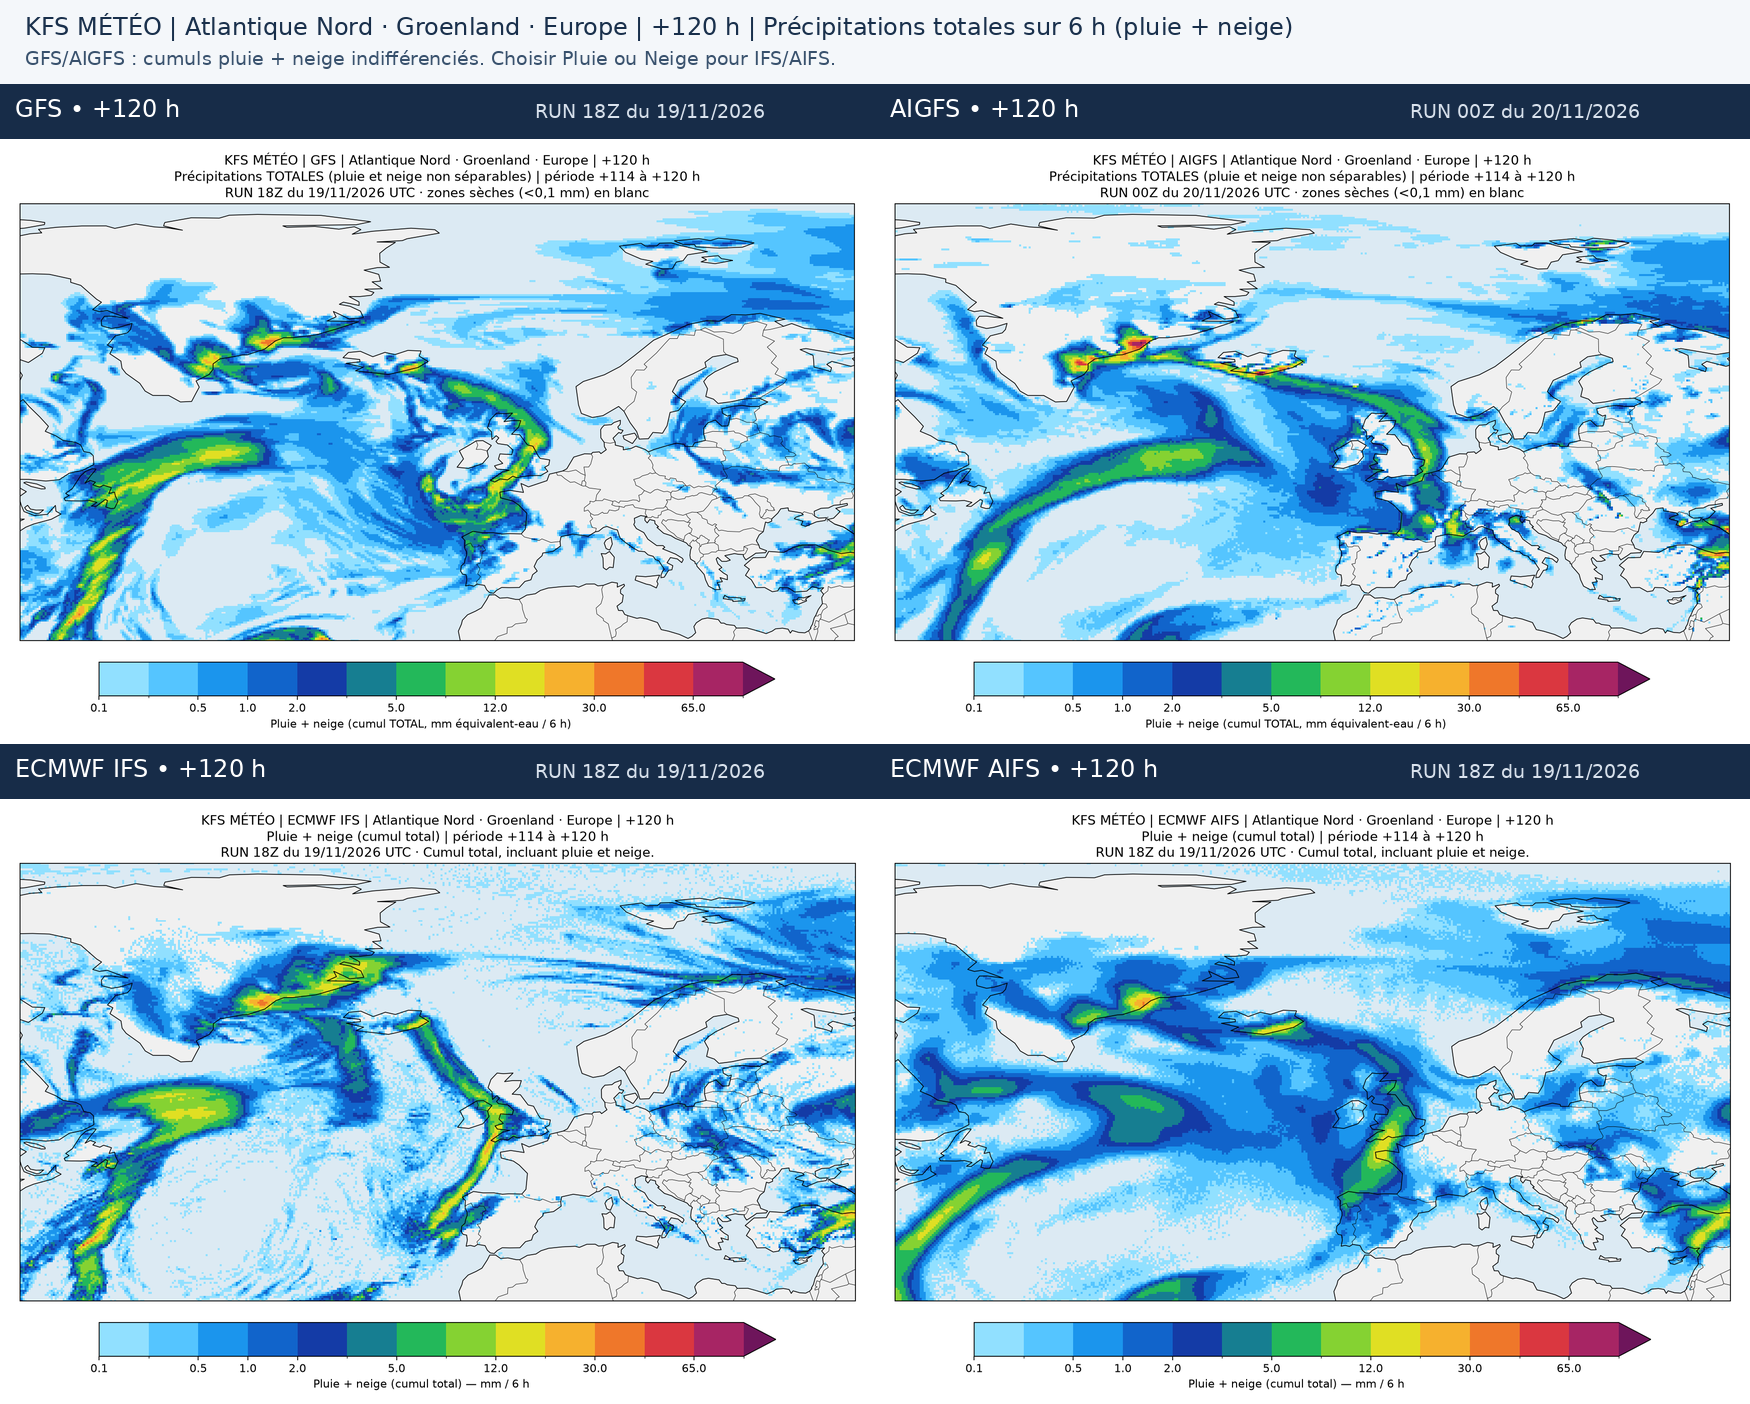 KFS MÉTÉO | Atlantique Nord · Groenland · Europe | +120 h | Précipitations totales sur 6 h (pluie + neige)
GFS/AIGFS : cumuls pluie + neige indifférenciés. Choisir Pluie ou Neige pour IFS/AIFS.
GFS • +120 h
RUN 18Z du 19/11/2026
AIGFS • +120 h
RUN 00Z du 20/11/2026
KFS MÉTÉO | GFS | Atlantique Nord · Groenland · Europe | +120 h
Précipitations TOTALES (pluie et neige non séparables) | période +114 à +120 h
RUN 18Z du 19/11/2026 UTC · zones sèches (<0,1 mm) en blanc
KFS MÉTÉO | AIGFS | Atlantique Nord · Groenland · Europe | +120 h
Précipitations TOTALES (pluie et neige non séparables) | période +114 à +120 h
RUN 00Z du 20/11/2026 UTC · zones sèches (<0,1 mm) en blanc
0.1 0.5 1.0 2.0 5.0 12.0 30.0 65.0
Pluie + neige (cumul TOTAL, mm équivalent-eau / 6 h)
0.1 0.5 1.0 2.0 5.0 12.0 30.0 65.0
Pluie + neige (cumul TOTAL, mm équivalent-eau / 6 h)
ECMWF IFS • +120 h
RUN 18Z du 19/11/2026
ECMWF AIFS • +120 h
RUN 18Z du 19/11/2026
KFS MÉTÉO | ECMWF IFS | Atlantique Nord · Groenland · Europe | +120 h
Pluie + neige (cumul total) | période +114 à +120 h
RUN 18Z du 19/11/2026 UTC · Cumul total, incluant pluie et neige.
KFS MÉTÉO | ECMWF AIFS | Atlantique Nord · Groenland · Europe | +120 h
Pluie + neige (cumul total) | période +114 à +120 h
RUN 18Z du 19/11/2026 UTC · Cumul total, incluant pluie et neige.
0.1 0.5 1.0 2.0 5.0 12.0 30.0 65.0
Pluie + neige (cumul total) — mm / 6 h
0.1 0.5 1.0 2.0 5.0 12.0 30.0 65.0
Pluie + neige (cumul total) — mm / 6 h